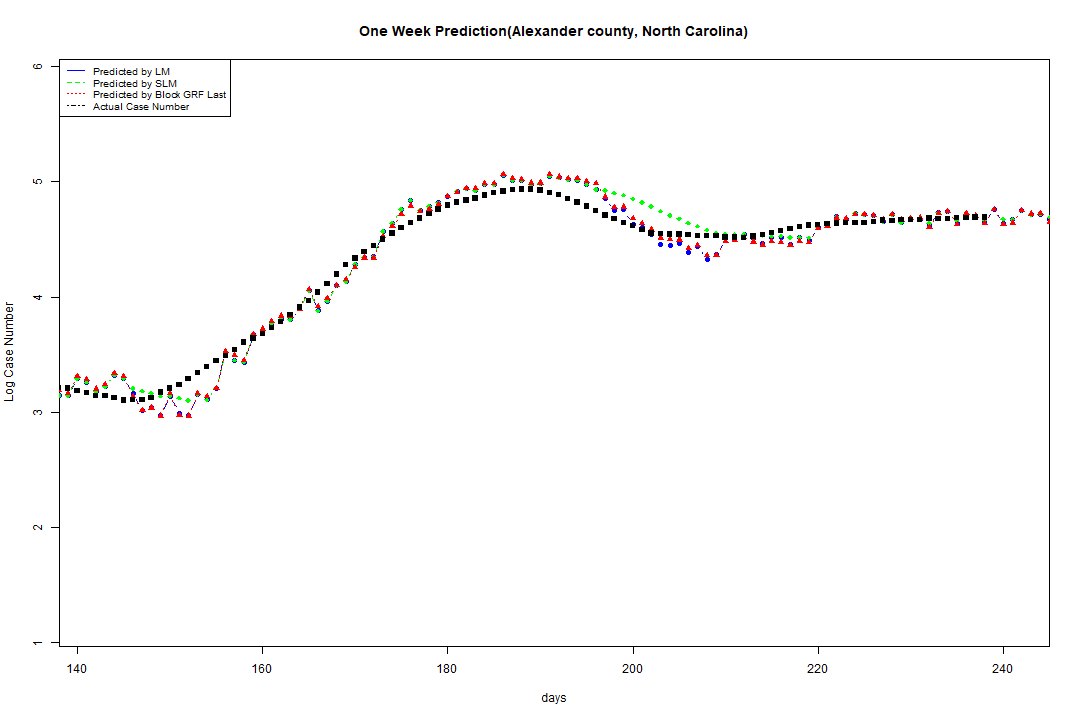 One Week Prediction(Alexander county, North Carolina)
Predicted by LM
Predicted by SLM
Predicted by Block GRF Last
Actual Case Number
6
5
4
3
2
1
Log Case Number
140 160 180 200 220 240
days